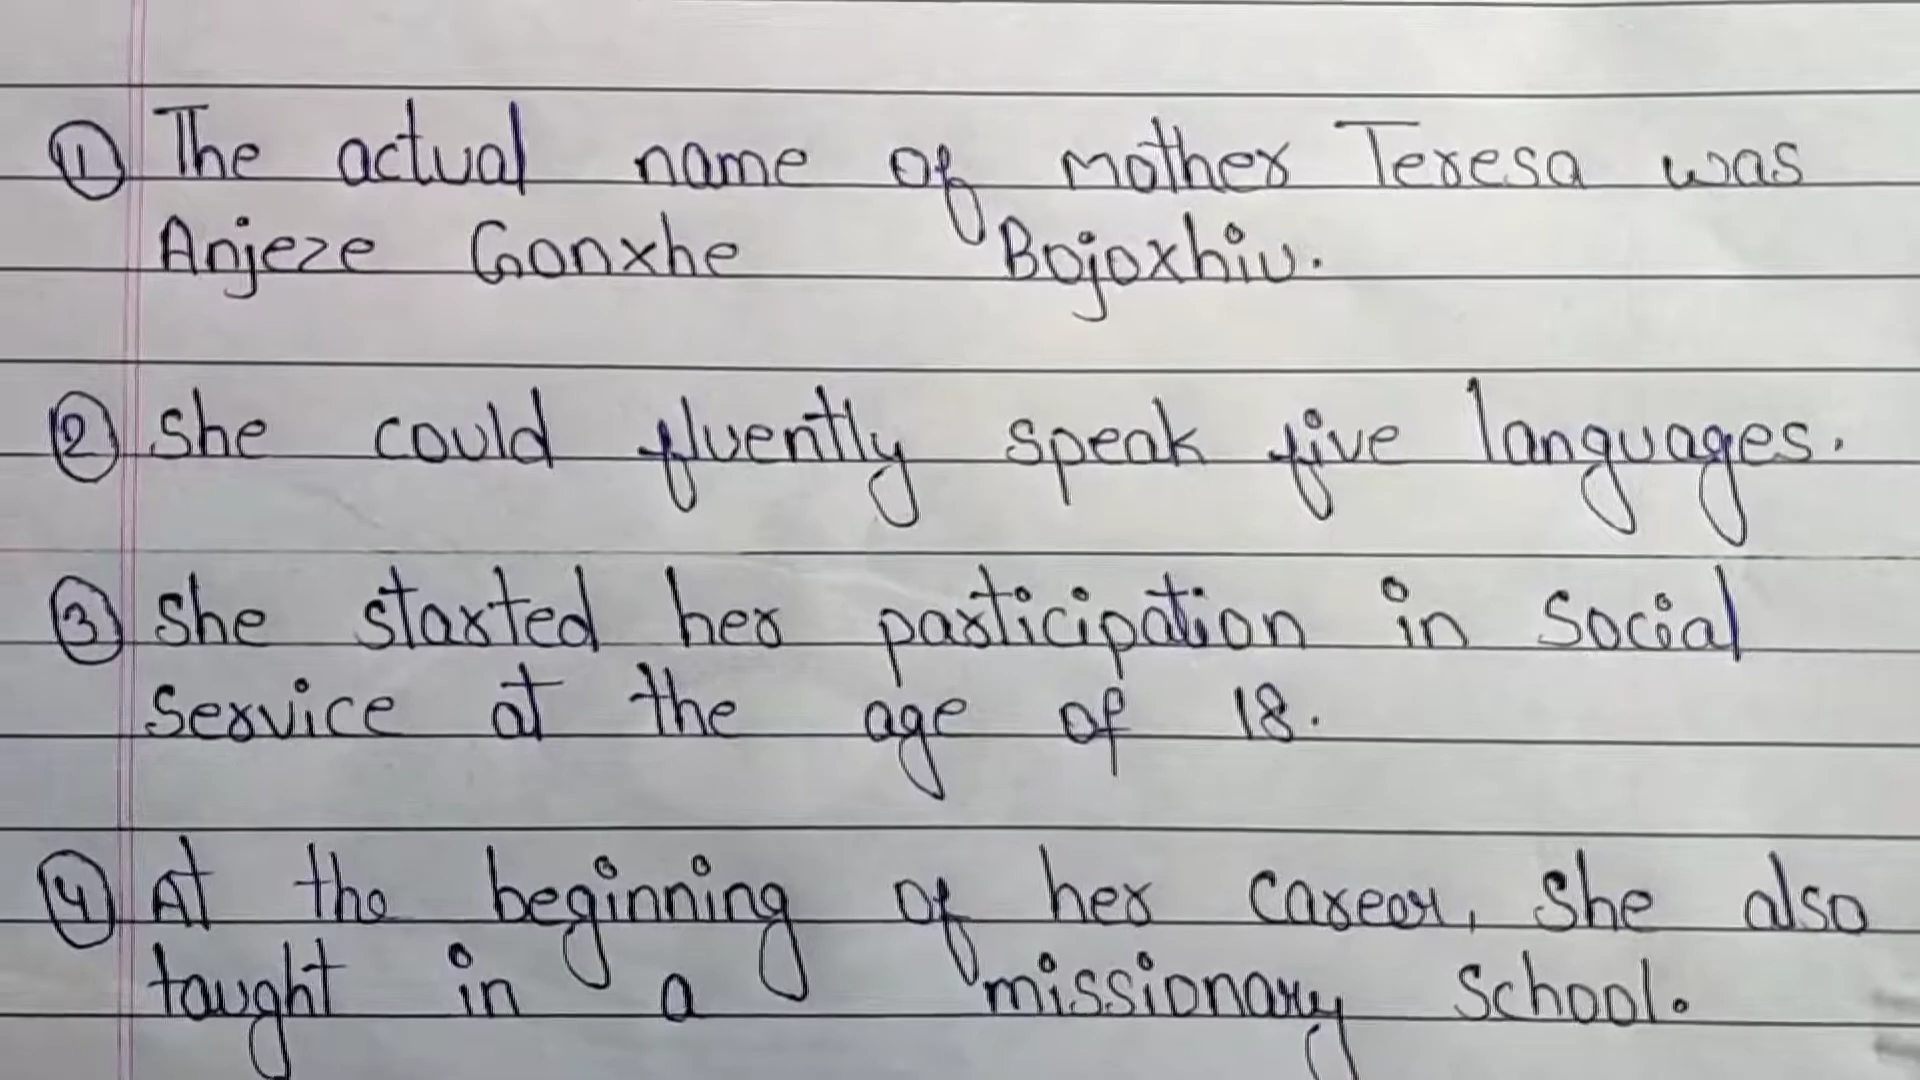 ① The actual name of mother Teresa was
Anjeze Gonxhe Bojoxhiu.
② She could fluently speak five languages.
③ She started her participation in Social
Service at the age of 18.
④ At the beginning of her career, She also
taught in a missionary School.